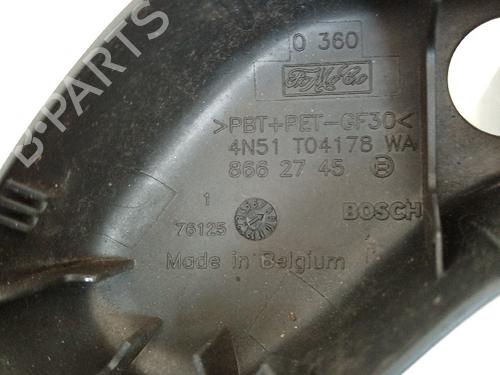 0 360
FoMoCo
>PBT+PET-GF30<
4N51 T04178 WA
866 27 45
1
76125
BOSCH
Made in Belgium
B-PARTS